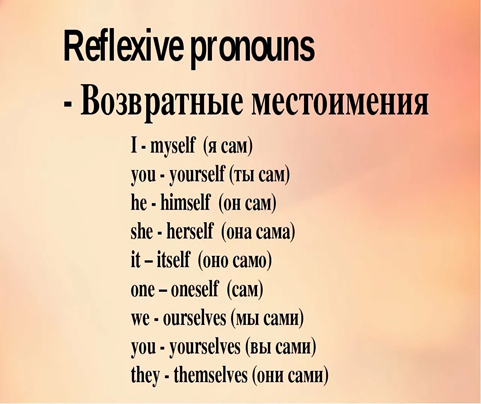 Reflexive pronouns
- Возвратные местоимения
I - myself (я сам)
you - yourself (ты сам)
he - himself (он сам)
she - herself (она сама)
it – itself (оно само)
one – oneself (сам)
we - ourselves (мы сами)
you - yourselves (вы сами)
they - themselves (они сами)